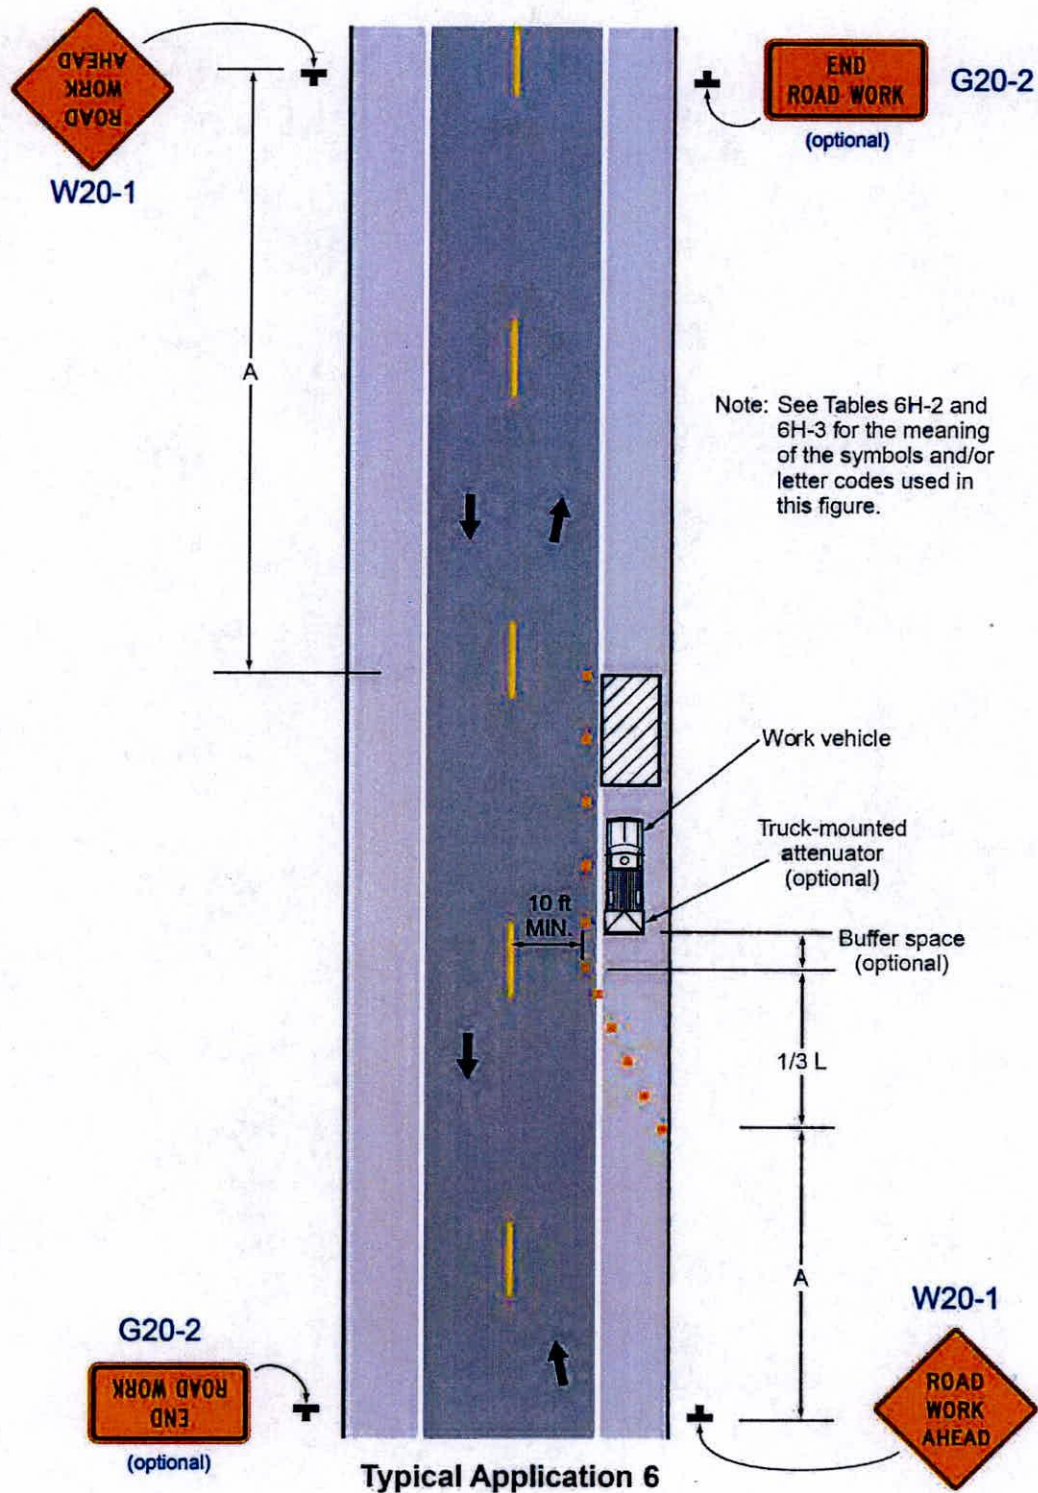 ROAD
WORK
AHEAD
W20-1
END
ROAD WORK
(optional)
G20-2
A
Note: See Tables 6H-2 and
6H-3 for the meaning
of the symbols and/or
letter codes used in
this figure.
Work vehicle
Truck-mounted
attenuator
(optional)
10 ft
MIN.
Buffer space
(optional)
1/3 L
A
G20-2
END
ROAD WORK
(optional)
W20-1
ROAD
WORK
AHEAD
Typical Application 6